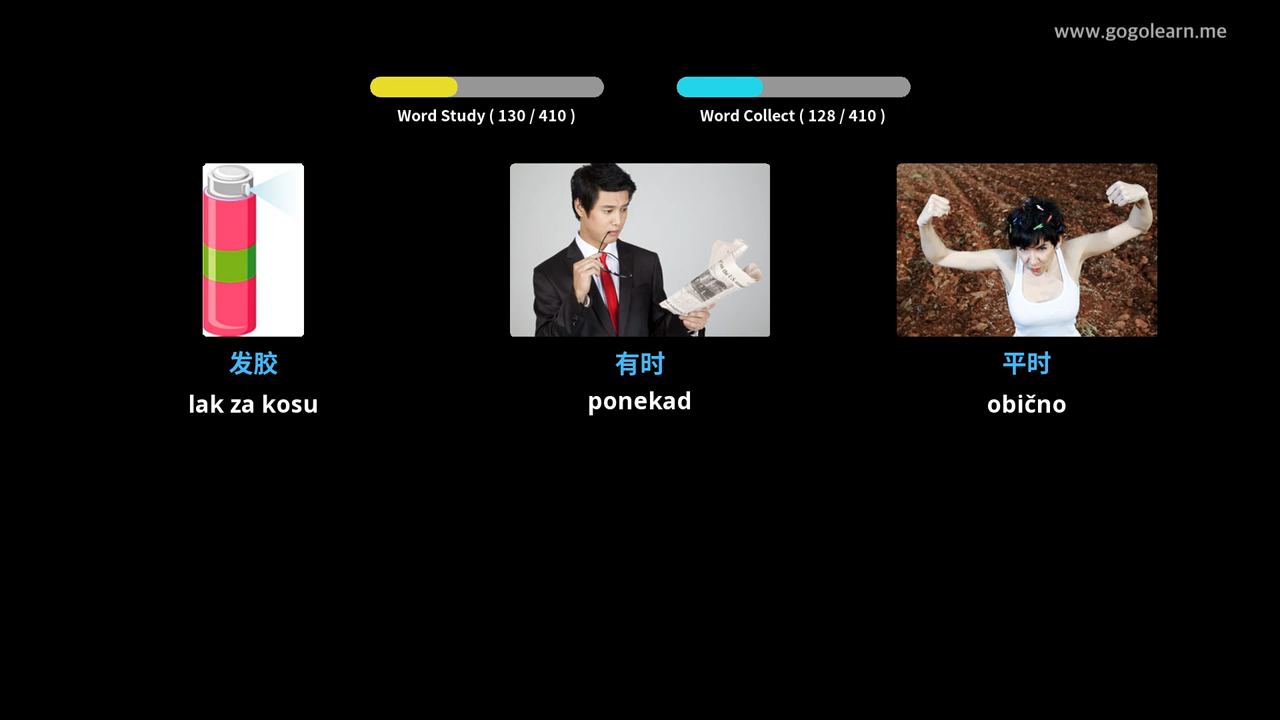 www.gogolearn.me
Word Study ( 130 / 410 )
Word Collect ( 128 / 410 )
发胶
有时
平时
lak za kosu
ponekad
obično